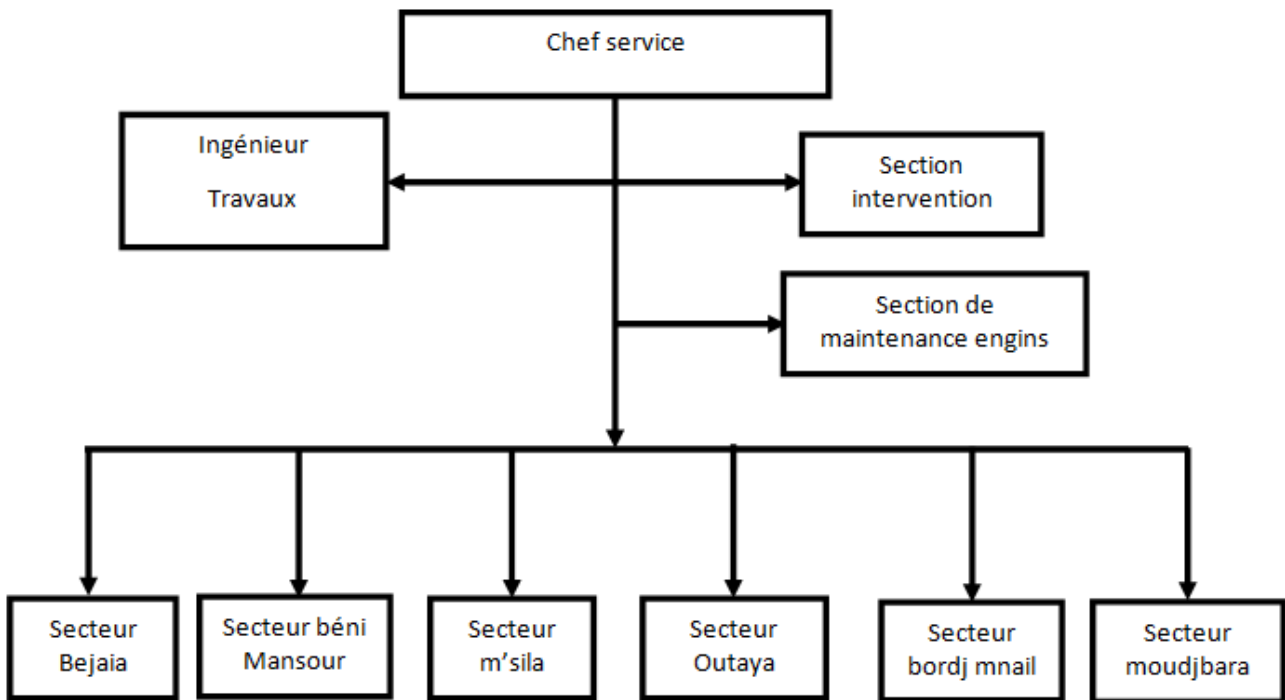 Chef service
Ingénieur
Travaux
Section
intervention
Section de
maintenance engins
Secteur
Bejaia
Secteur béni
Mansour
Secteur
m’sila
Secteur
Outaya
Secteur
bordj mnail
Secteur
moudjbara